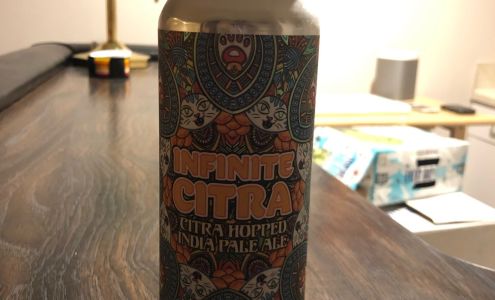 INFINITE
CITRA
CITRA HOPPED
INDIA PALE ALE